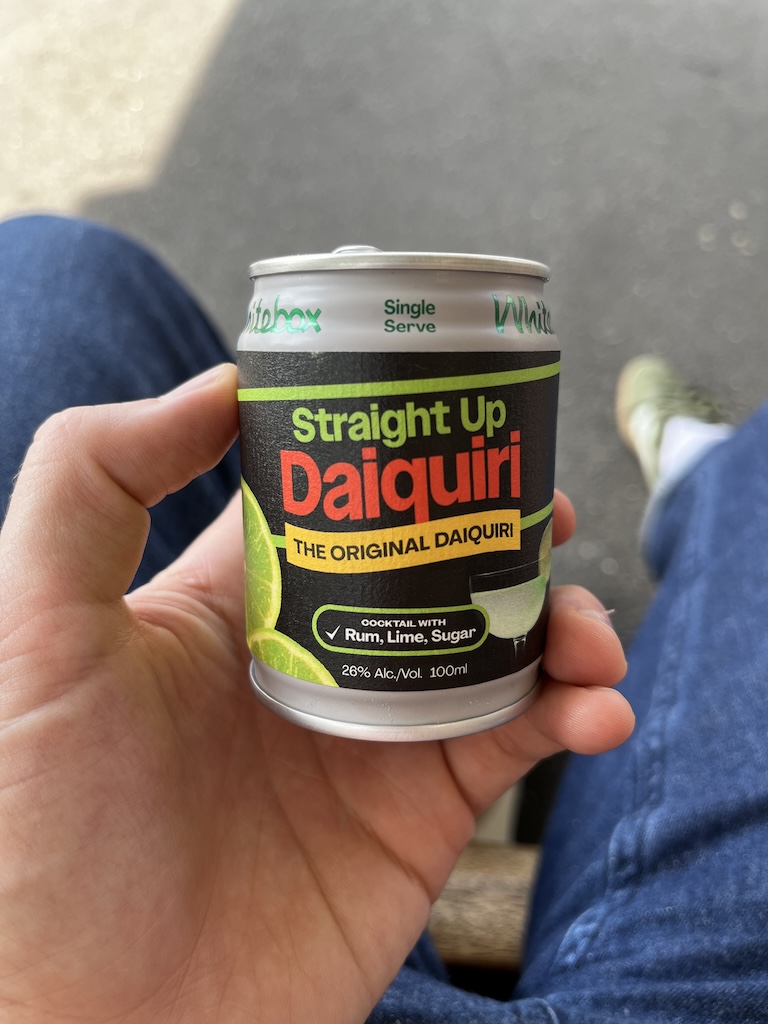 Single
Serve
Straight Up
Daiquiri
THE ORIGINAL DAIQUIRI
COCKTAIL WITH
✓ Rum, Lime, Sugar
26% Alc./Vol. 100ml